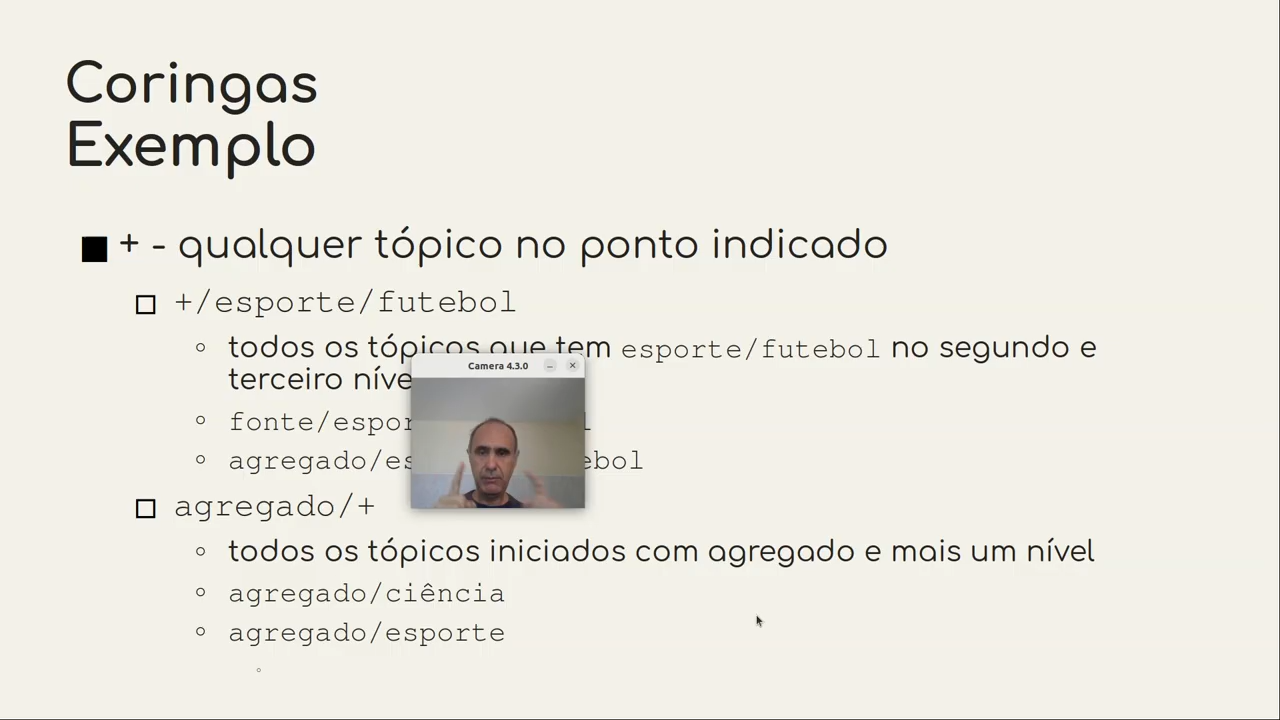 Coringas
Exemplo
+ - qualquer tópico no ponto indicado
+/esporte/futebol
todos os tópicos que tem esporte/futebol no segundo e
terceiro níve
Camera 4.3.0
fonte/espor
agregado/es ebol
agregado/+
todos os tópicos iniciados com agregado e mais um nível
agregado/ciência
agregado/esporte